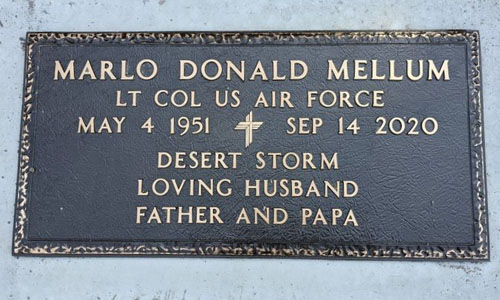 MARLO DONALD MELLUM
LT COL US AIR FORCE
MAY 4 1951 SEP 14 2020
DESERT STORM
LOVING HUSBAND
FATHER AND PAPA